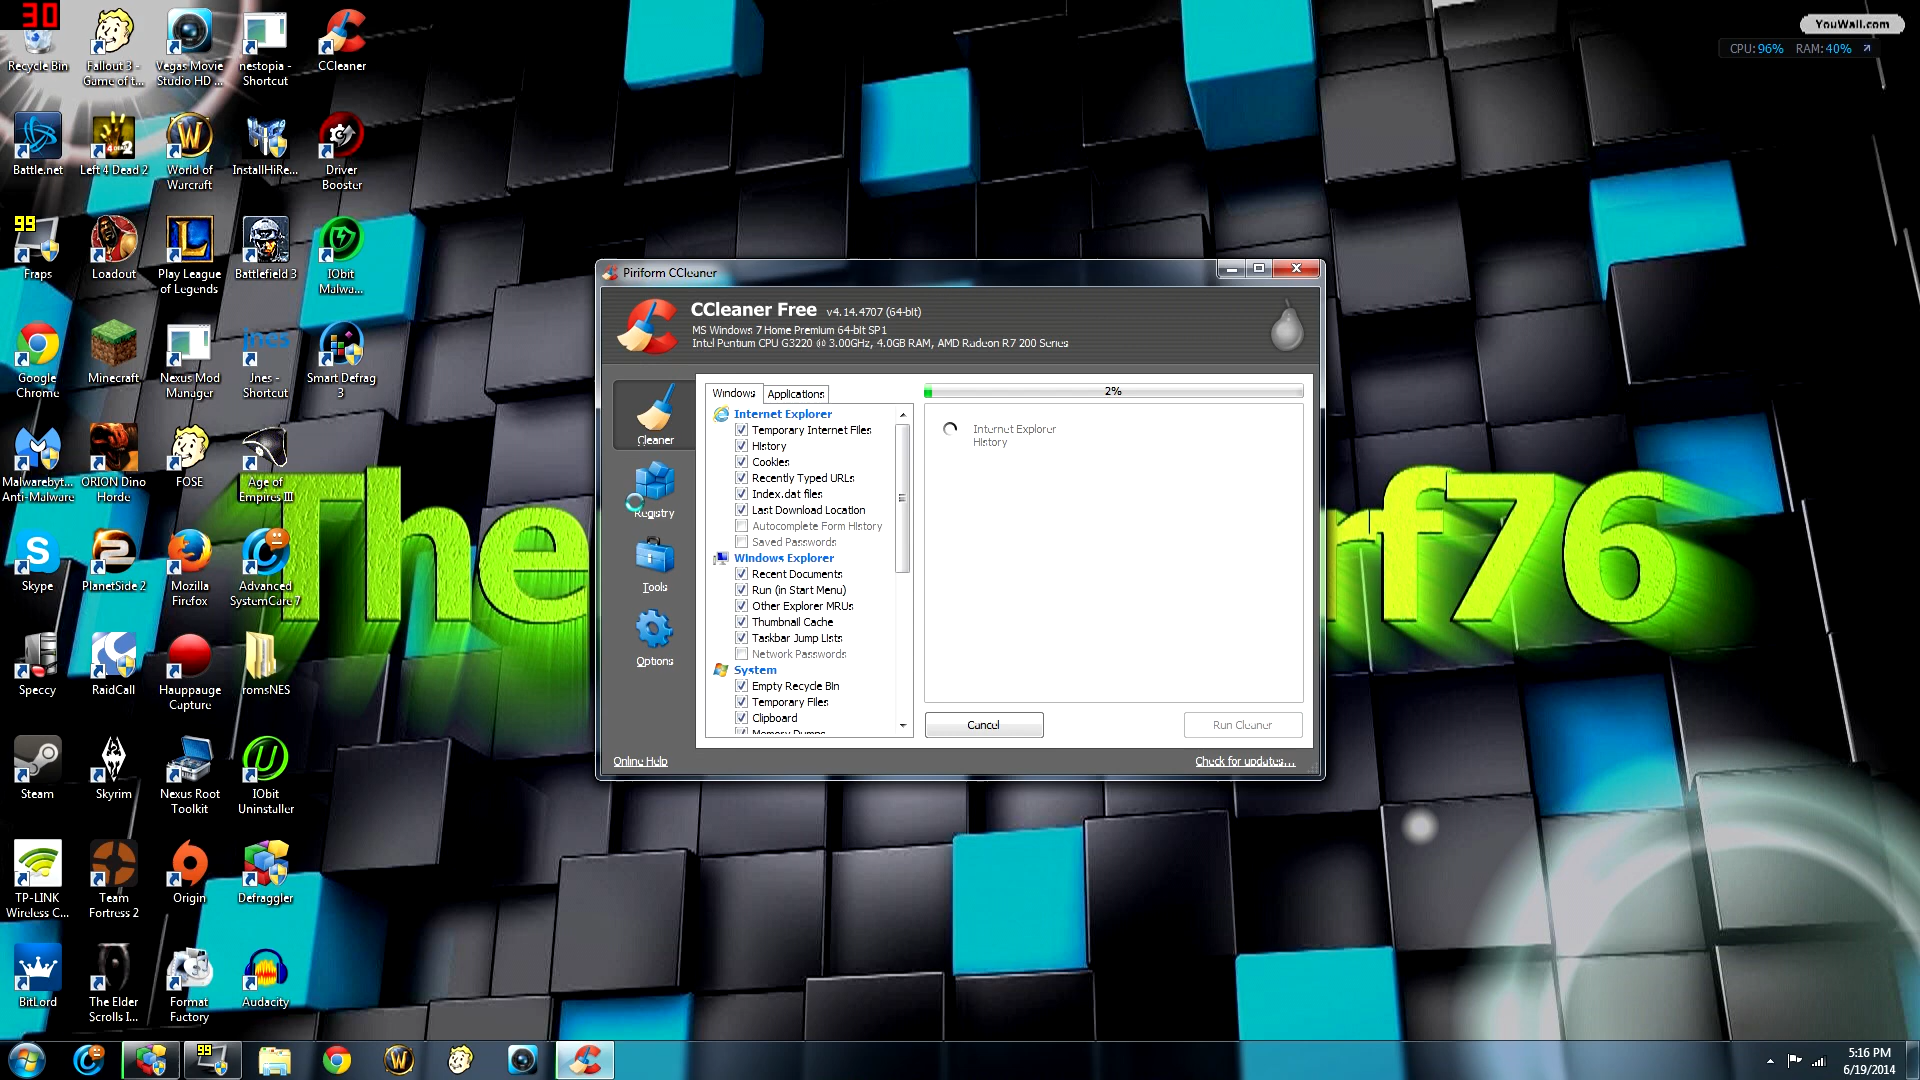 30
YouWall.com
CPU: 96% RAM: 40%
Recycle Bin
Fallout 3 -
Game of t...
Vegas Movie
Studio HD ...
nestopia -
Shortcut
CCleaner
Battle.net
Left 4 Dead 2
World of
Warcraft
InstallHiRe...
Driver
Booster
99
Fraps
Loadout
Play League
of Legends
Battlefield 3
IObit
Malwa...
Google
Chrome
Minecraft
Nexus Mod
Manager
jnes
Jnes -
Shortcut
Smart Defrag
3
Malwarebyt...
Anti-Malware
ORION Dino
Horde
FOSE
Age of
Empires III
Skype
PlanetSide 2
Mozilla
Firefox
Advanced
SystemCare 7
Speccy
RaidCall
Hauppauge
Capture
romsNES
Steam
Skyrim
Nexus Root
Toolkit
IObit
Uninstaller
TP-LINK
Wireless C...
Team
Fortress 2
Origin
Defraggler
BitLord
The Elder
Scrolls I...
Format
Factory
Audacity
The
rf76
Piriform CCleaner
CCleaner Free v4.14.4707 (64-bit)
MS Windows 7 Home Premium 64-bit SP1
Intel Pentium CPU G3220 @ 3.00GHz, 4.0GB RAM, AMD Radeon R7 200 Series
Cleaner
Registry
Tools
Options
Windows
Applications
Internet Explorer
Temporary Internet Files
History
Cookies
Recently Typed URLs
Index.dat files
Last Download Location
Autocomplete Form History
Saved Passwords
Windows Explorer
Recent Documents
Run (in Start Menu)
Other Explorer MRUs
Thumbnail Cache
Taskbar Jump Lists
Network Passwords
System
Empty Recycle Bin
Temporary Files
Clipboard
Memory Dumps
2%
Internet Explorer
History
Cancel
Run Cleaner
Online Help
Check for updates...
99
5:16 PM
6/19/2014